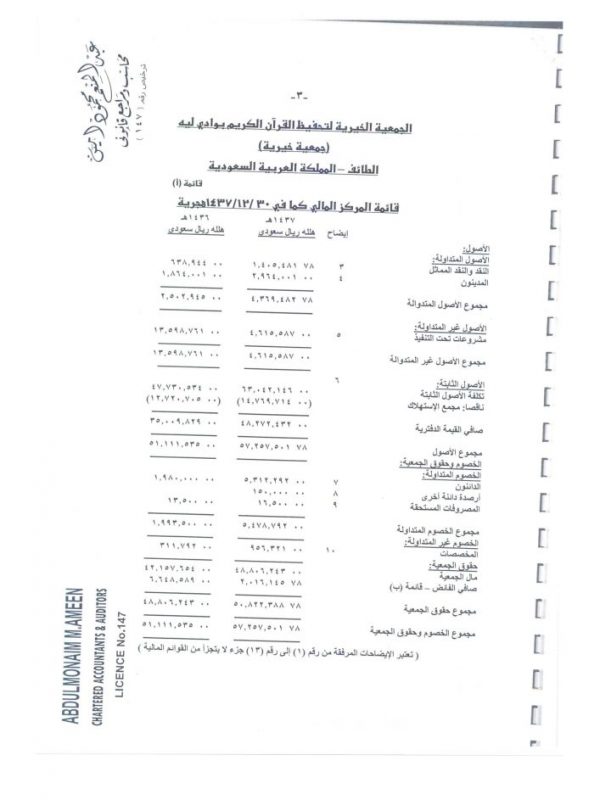 عبد المنعم محمود أمين
محاسب ومراجع قانوني
ترخيص رقم (١٤٧)
-٣-
الجمعية الخيرية لتحفيظ القرآن الكريم بوادي ليه
(جمعية خيرية)
الطائف – المملكة العربية السعودية
قائمة (أ)
قائمة المركز المالي كما في ١٤٣٧/١٢/٣٠هجرية
١٤٣٧هـ ١٤٣٦هـ
إيضاح هلله ريال سعودى هلله ريال سعودى
الأصول:
الأصول المتداولة:
النقد والنقد المماثل ٣ ١,٤٠٥,٤٨١ ٧٨ ٦٣٨,٩٤٤ ٠٠
المدينون ٤ ٢,٩٦٤,٠٠١ ٠٠ ١,٨٦٤,٠٠١ ٠٠
مجموع الأصول المتدوالة ٤,٣٦٩,٤٨٢ ٧٨ ٢,٥٠٢,٩٤٥ ٠٠
الأصول غير المتداولة:
مشروعات تحت التنفيذ ٥ ٤,٦١٥,٥٨٧ ٠٠ ١٣,٥٩٨,٧٦١ ٠٠
مجموع الأصول غير المتدوالة ٤,٦١٥,٥٨٧ ٠٠ ١٣,٥٩٨,٧٦١ ٠٠
الأصول الثابتة: ٦
تكلفة الأصول الثابتة ٦٣,٠٤٢,١٤٦ ٠٠ ٤٧,٧٣٠,٥٣٤ ٠٠
ناقصا: مجمع الإستهلاك (١٤,٧٦٩,٧١٤ ٠٠) (١٢,٧٢٠,٧٠٥ ٠٠)
صافي القيمة الدفترية ٤٨,٢٧٢,٤٣٢ ٠٠ ٣٥,٠٠٩,٨٢٩ ٠٠
مجموع الأصول ٥٧,٢٥٧,٥٠١ ٧٨ ٥١,١١١,٥٣٥ ٠٠
الخصوم وحقوق الجمعية:
الخصوم المتداولة:
الدائنون ٧ ٥,٣١٢,٢٩٢ ٠٠ ١,٩٨٠,٠٠٠ ٠٠
أرصدة دائنة أخرى ٨ ١٥٠,٠٠٠ ٠٠
المصروفات المستحقة ٩ ١٦,٥٠٠ ٠٠ ١٣,٥٠٠ ٠٠
مجموع الخصوم المتداولة ٥,٤٧٨,٧٩٢ ٠٠ ١,٩٩٣,٥٠٠ ٠٠
الخصوم غير المتداولة:
المخصصات ١٠ ٩٥٦,٣٢١ ٠٠ ٣١١,٧٩٢ ٠٠
حقوق الجمعية:
مال الجمعية ٤٨,٨٠٦,٢٤٣ ٠٠ ٤٢,١٥٧,٦٥٤ ٠٠
صافي الفائض – قائمة (ب) ٢,٠١٦,١٤٥ ٧٨ ٦,٦٤٨,٥٨٩ ٠٠
مجموع حقوق الجمعية ٥٠,٨٢٢,٣٨٨ ٧٨ ٤٨,٨٠٦,٢٤٣ ٠٠
مجموع الخصوم وحقوق الجمعية ٥٧,٢٥٧,٥٠١ ٧٨ ٥١,١١١,٥٣٥ ٠٠
( تعتبر الإيضاحات المرفقة من رقم (١) إلى رقم (١٣) جزء لا يتجزأ من القوائم المالية )
ABDULMONAIM M.AMEEN
CHARTERED ACCOUNTANTS & AUDITORS
LICENCE No.147